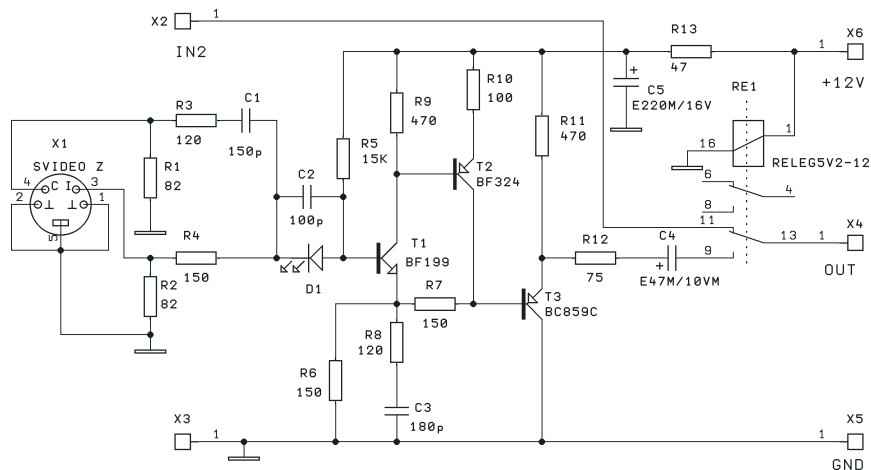 X2
1
IN2
R13
47
X6
1
+12V
C5
+
E220M/16V
RE1
1
16
RELEG5V2-12
R3
120
C1
150p
R10
100
R9
470
R11
470
X1
SVIDEO Z
R1
82
R5
15K
C2
100p
T2
BF324
4
C I
3
2
⊥ ⊥
1
5
6
4
8
11
9
13
X4
1
OUT
R4
150
D1
T1
BF199
R12
75
C4
+
E47M/10VM
R2
82
R7
150
T3
BC859C
R8
120
R6
150
C3
180p
X3
1
X5
1
GND